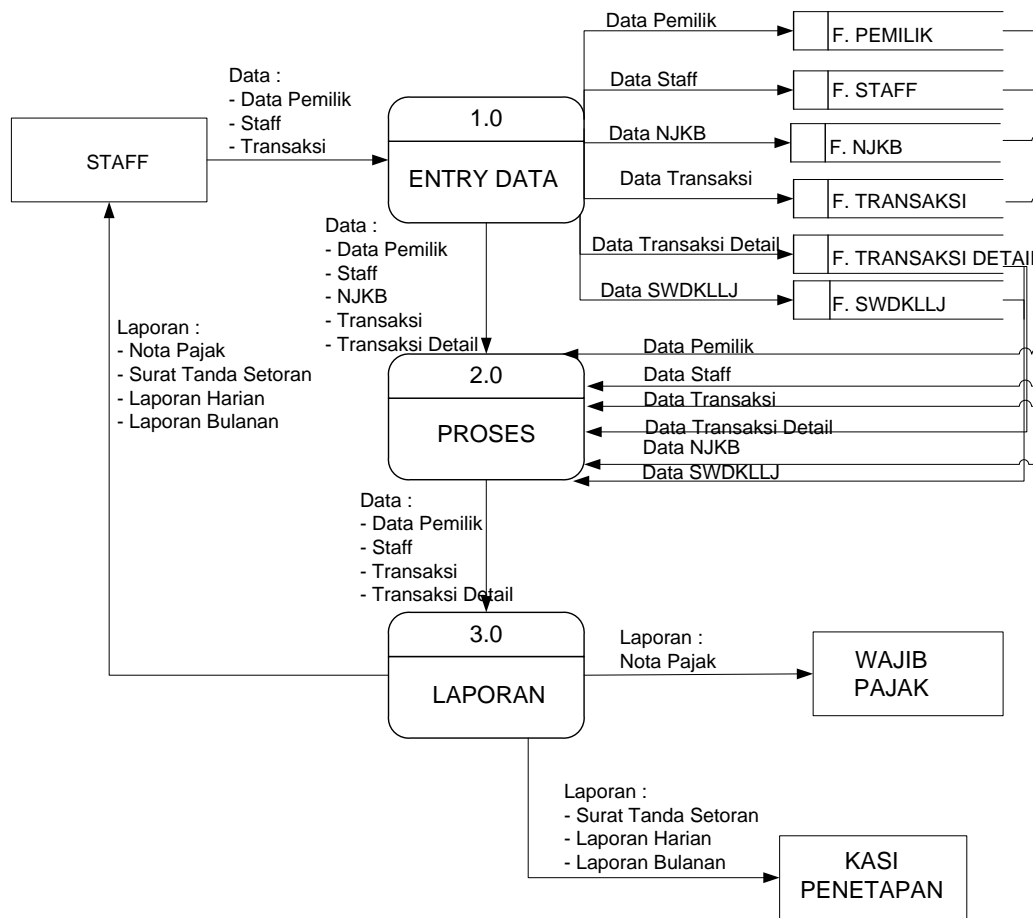 Data Pemilik
F. PEMILIK
Data :
- Data Pemilik
- Staff
- Transaksi
Data Staff
F. STAFF
1.0
ENTRY DATA
STAFF
Data NJKB
F. NJKB
Data Transaksi
F. TRANSAKSI
Data Transaksi Detail
F. TRANSAKSI DETAIL
Data SWDKLLJ
F. SWDKLLJ
Data :
- Data Pemilik
- Staff
- NJKB
- Transaksi
- Transaksi Detail
Laporan :
- Nota Pajak
- Surat Tanda Setoran
- Laporan Harian
- Laporan Bulanan
2.0
PROSES
Data Pemilik
Data Staff
Data Transaksi
Data Transaksi Detail
Data NJKB
Data SWDKLLJ
Data :
- Data Pemilik
- Staff
- Transaksi
- Transaksi Detail
3.0
LAPORAN
Laporan :
Nota Pajak
WAJIB
PAJAK
Laporan :
- Surat Tanda Setoran
- Laporan Harian
- Laporan Bulanan
KASI
PENETAPAN